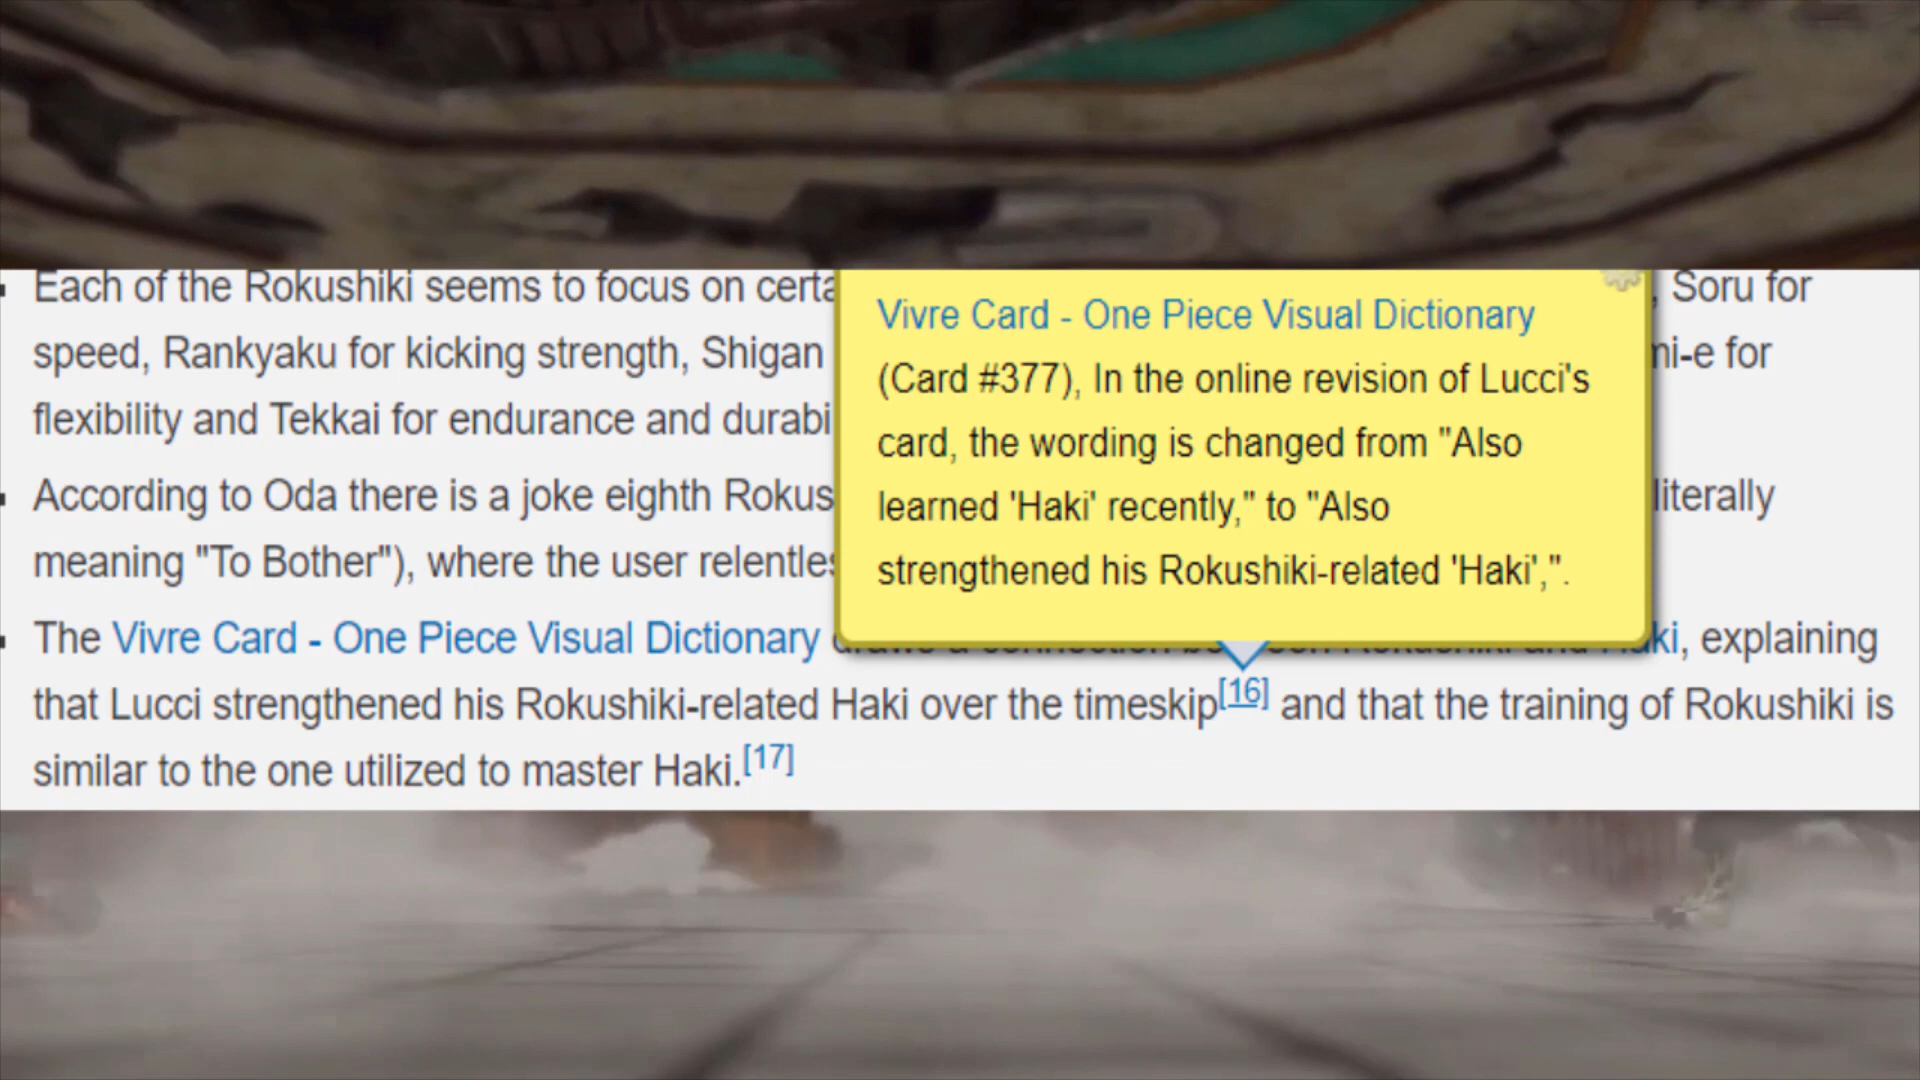 Each of the Rokushiki seems to focus on
, Soru for
speed, Rankyaku for kicking strength, Shigan
for
flexibility and Tekkai for endurance and
According to Oda there is a joke eighth
literally
meaning "To Bother"), where the user
The Vivre Card - One Piece Visual Dictionary
, explaining
that Lucci strengthened his Rokushiki-related Haki over the timeskip[16] and that the training of Rokushiki is
similar to the one utilized to master Haki.[17]
Vivre Card - One Piece Visual Dictionary
(Card #377), In the online revision of Lucci's
card, the wording is changed from "Also
learned 'Haki' recently," to "Also
strengthened his Rokushiki-related 'Haki',".